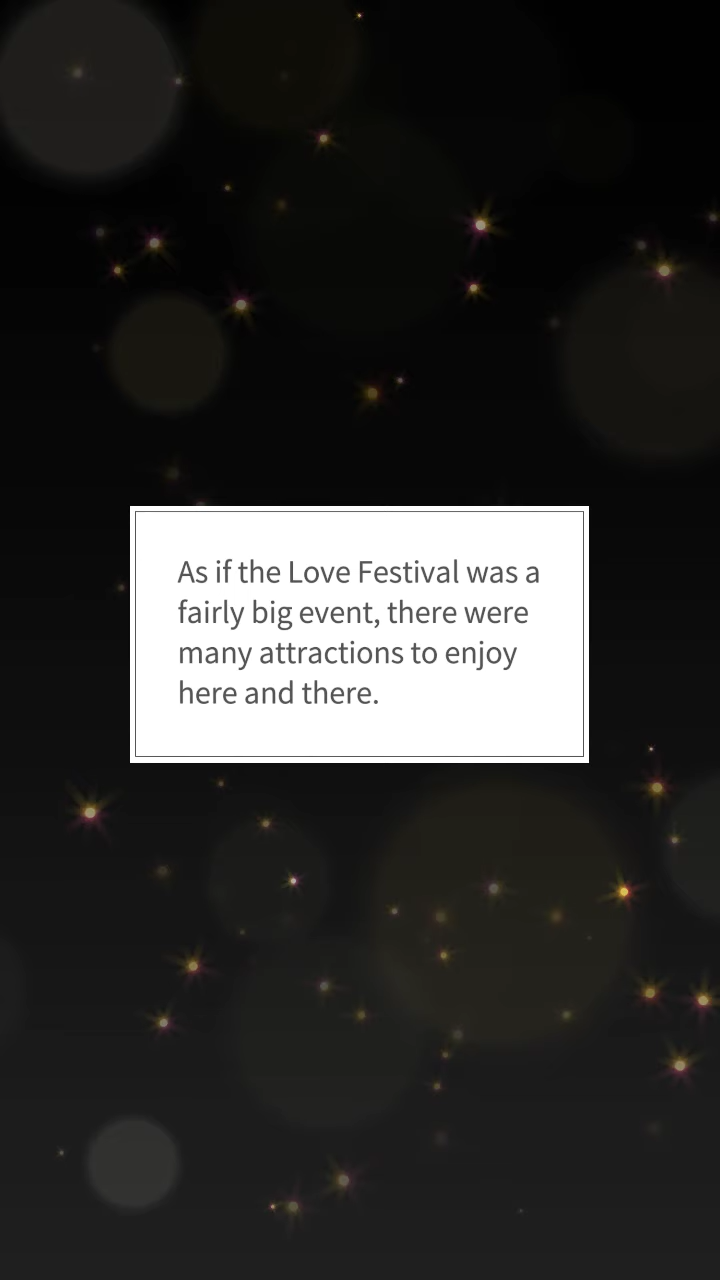 As if the Love Festival was a
fairly big event, there were
many attractions to enjoy
here and there.